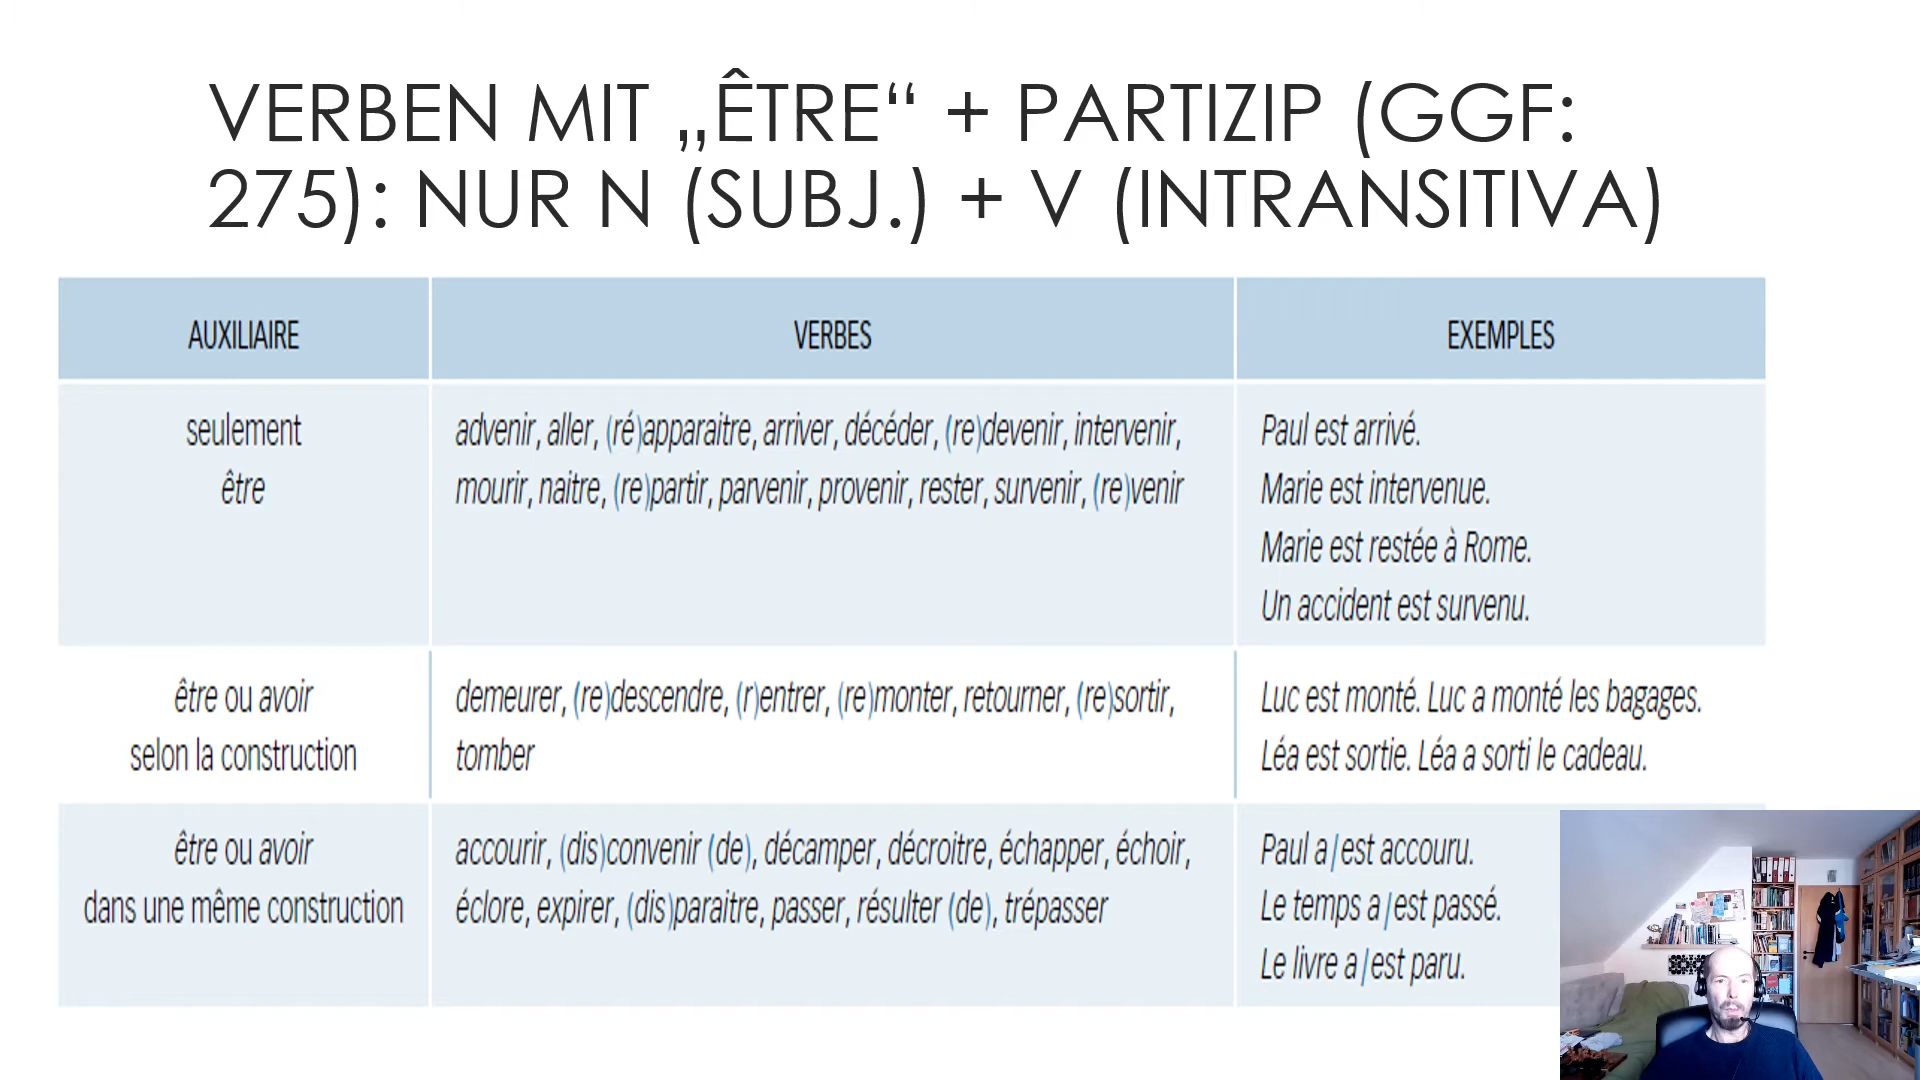 VERBEN MIT „ÊTRE“ + PARTIZIP (GGF:
275): NUR N (SUBJ.) + V (INTRANSITIVA)
AUXILIAIRE VERBES EXEMPLES
seulement
être
advenir, aller, (ré)apparaitre, arriver, décéder, (re)devenir, intervenir,
mourir, naitre, (re)partir, parvenir, provenir, rester, survenir, (re)venir
Paul est arrivé.
Marie est intervenue.
Marie est restée à Rome.
Un accident est survenu.
être ou avoir
selon la construction
demeurer, (re)descendre, (r)entrer, (re)monter, retourner, (re)sortir,
tomber
Luc est monté. Luc a monté les bagages.
Léa est sortie. Léa a sorti le cadeau.
être ou avoir
dans une même construction
accourir, (dis)convenir (de), décamper, décroitre, échapper, échoir,
éclore, expirer, (dis)paraitre, passer, résulter (de), trépasser
Paul a/est accouru.
Le temps a/est passé.
Le livre a/est paru.